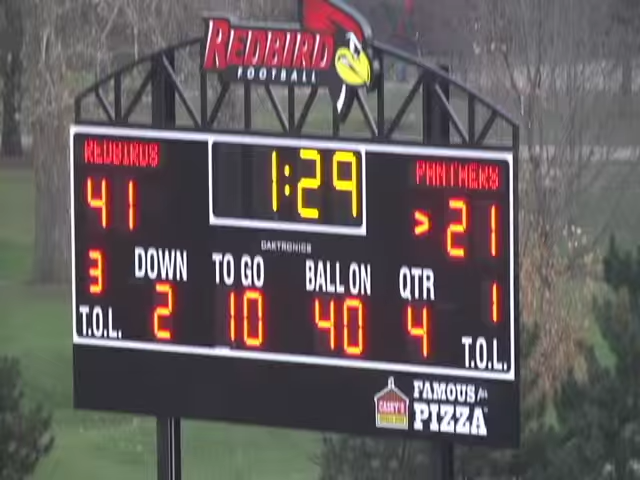 REDBIRD
FOOTBALL
REDBIRDS
1:29
PANTHERS
41
> 21
DAKTRONICS
3 DOWN TO GO BALL ON QTR 1
T.O.L. 2 10 40 4 T.O.L.
CASEY'S
FAMOUS for
PIZZA